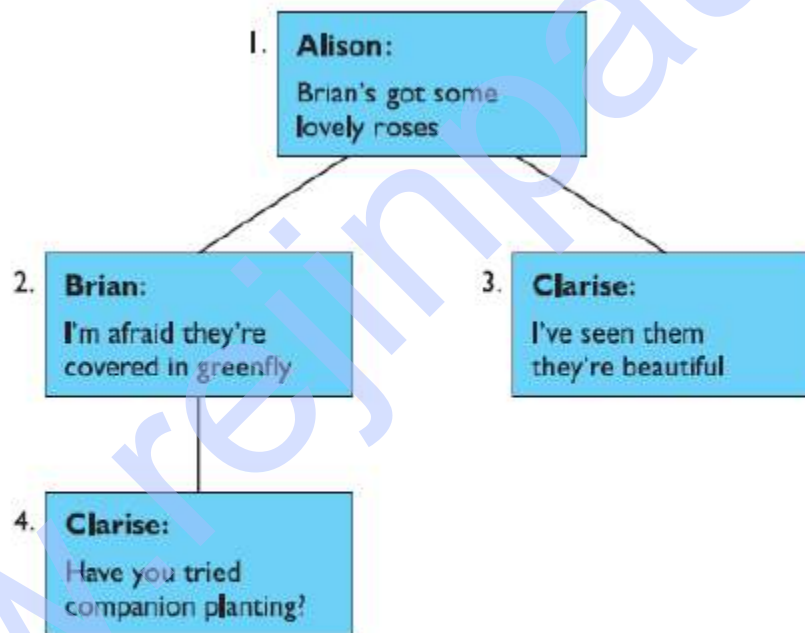 1. Alison:
Brian's got some
lovely roses
2. Brian:
I'm afraid they're
covered in greenfly
3. Clarise:
I've seen them
they're beautiful
4. Clarise:
Have you tried
companion planting?